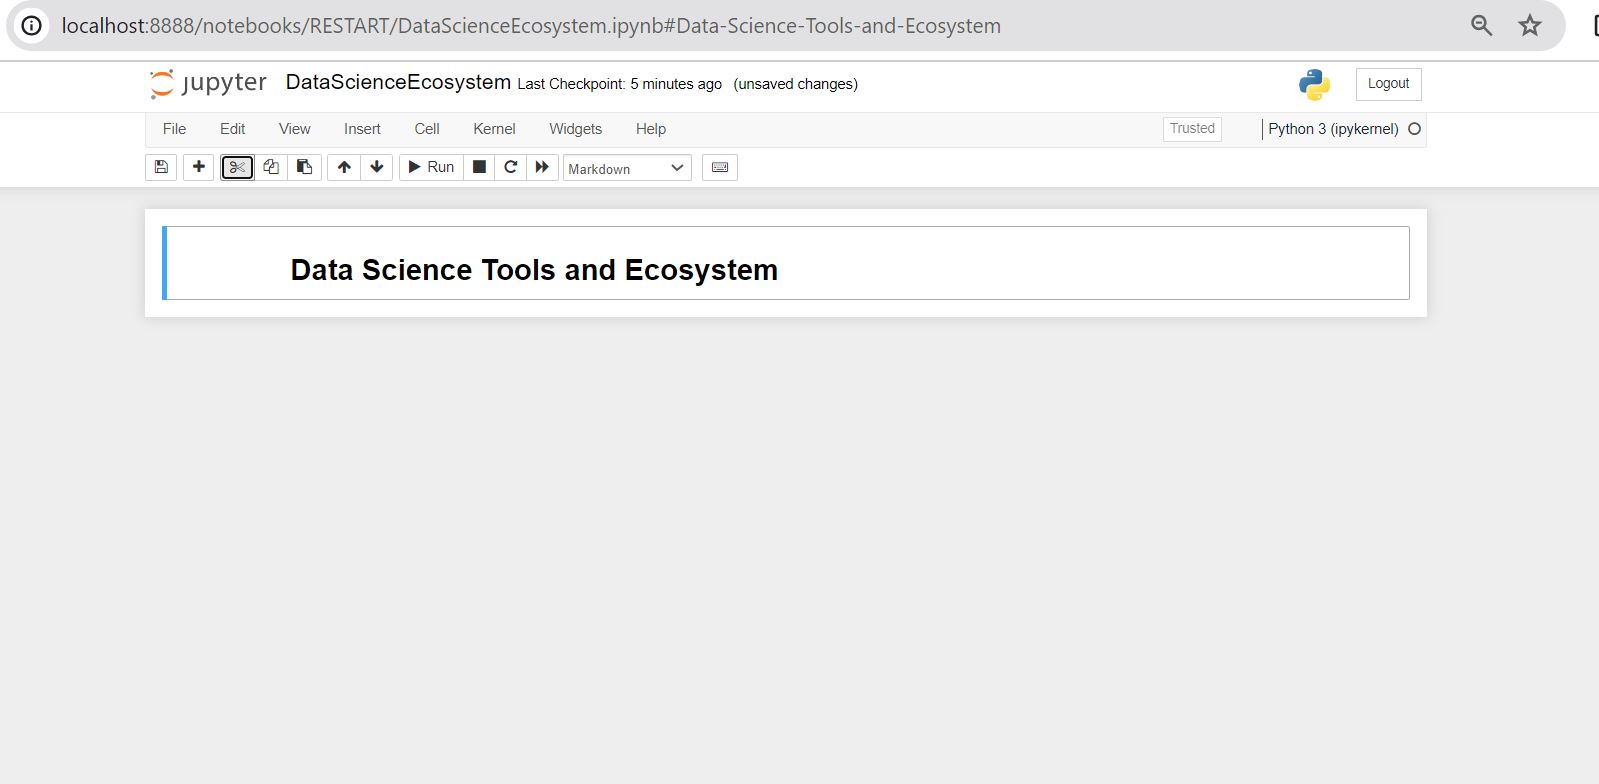 localhost:8888/notebooks/RESTART/DataScienceEcosystem.ipynb#Data-Science-Tools-and-Ecosystem
jupyter DataScienceEcosystem Last Checkpoint: 5 minutes ago (unsaved changes) Logout
File Edit View Insert Cell Kernel Widgets Help Trusted Python 3 (ipykernel)
Run Markdown
Data Science Tools and Ecosystem